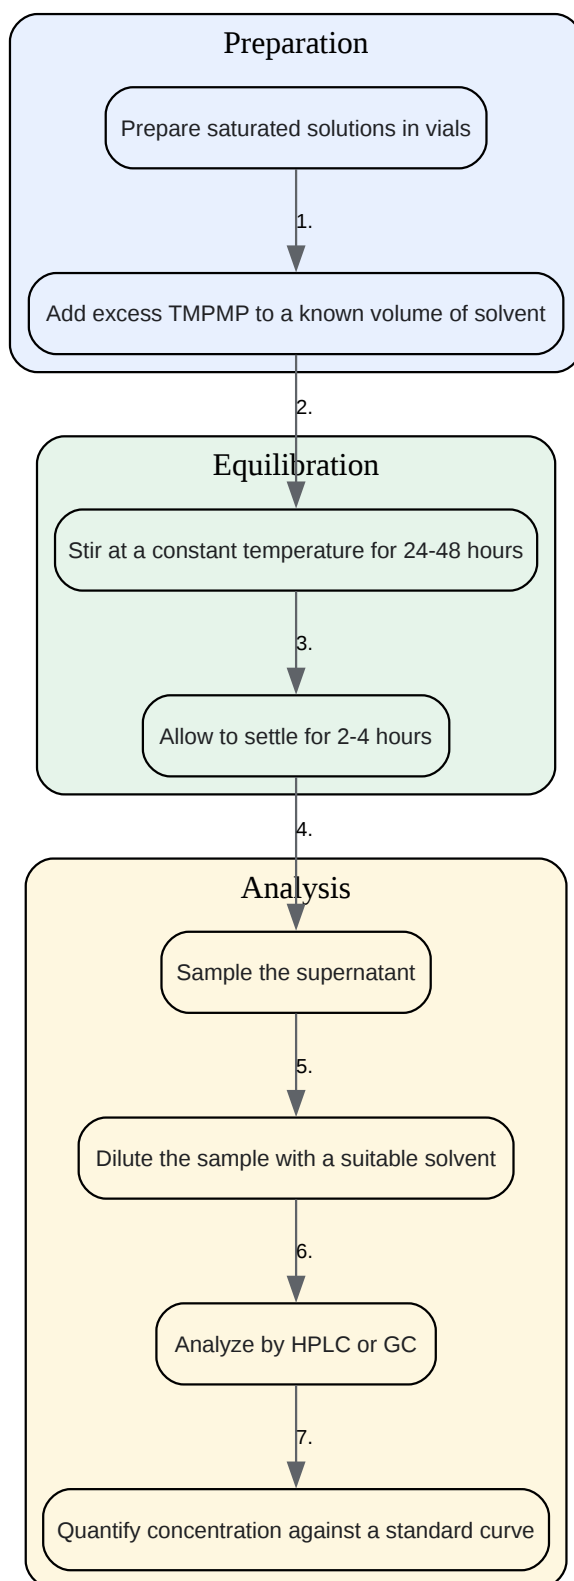 Preparation
Prepare saturated solutions in vials
1.
Add excess TMPMP to a known volume of solvent
2.
Equilibration
Stir at a constant temperature for 24-48 hours
3.
Allow to settle for 2-4 hours
4.
Analysis
Sample the supernatant
5.
Dilute the sample with a suitable solvent
6.
Analyze by HPLC or GC
7.
Quantify concentration against a standard curve